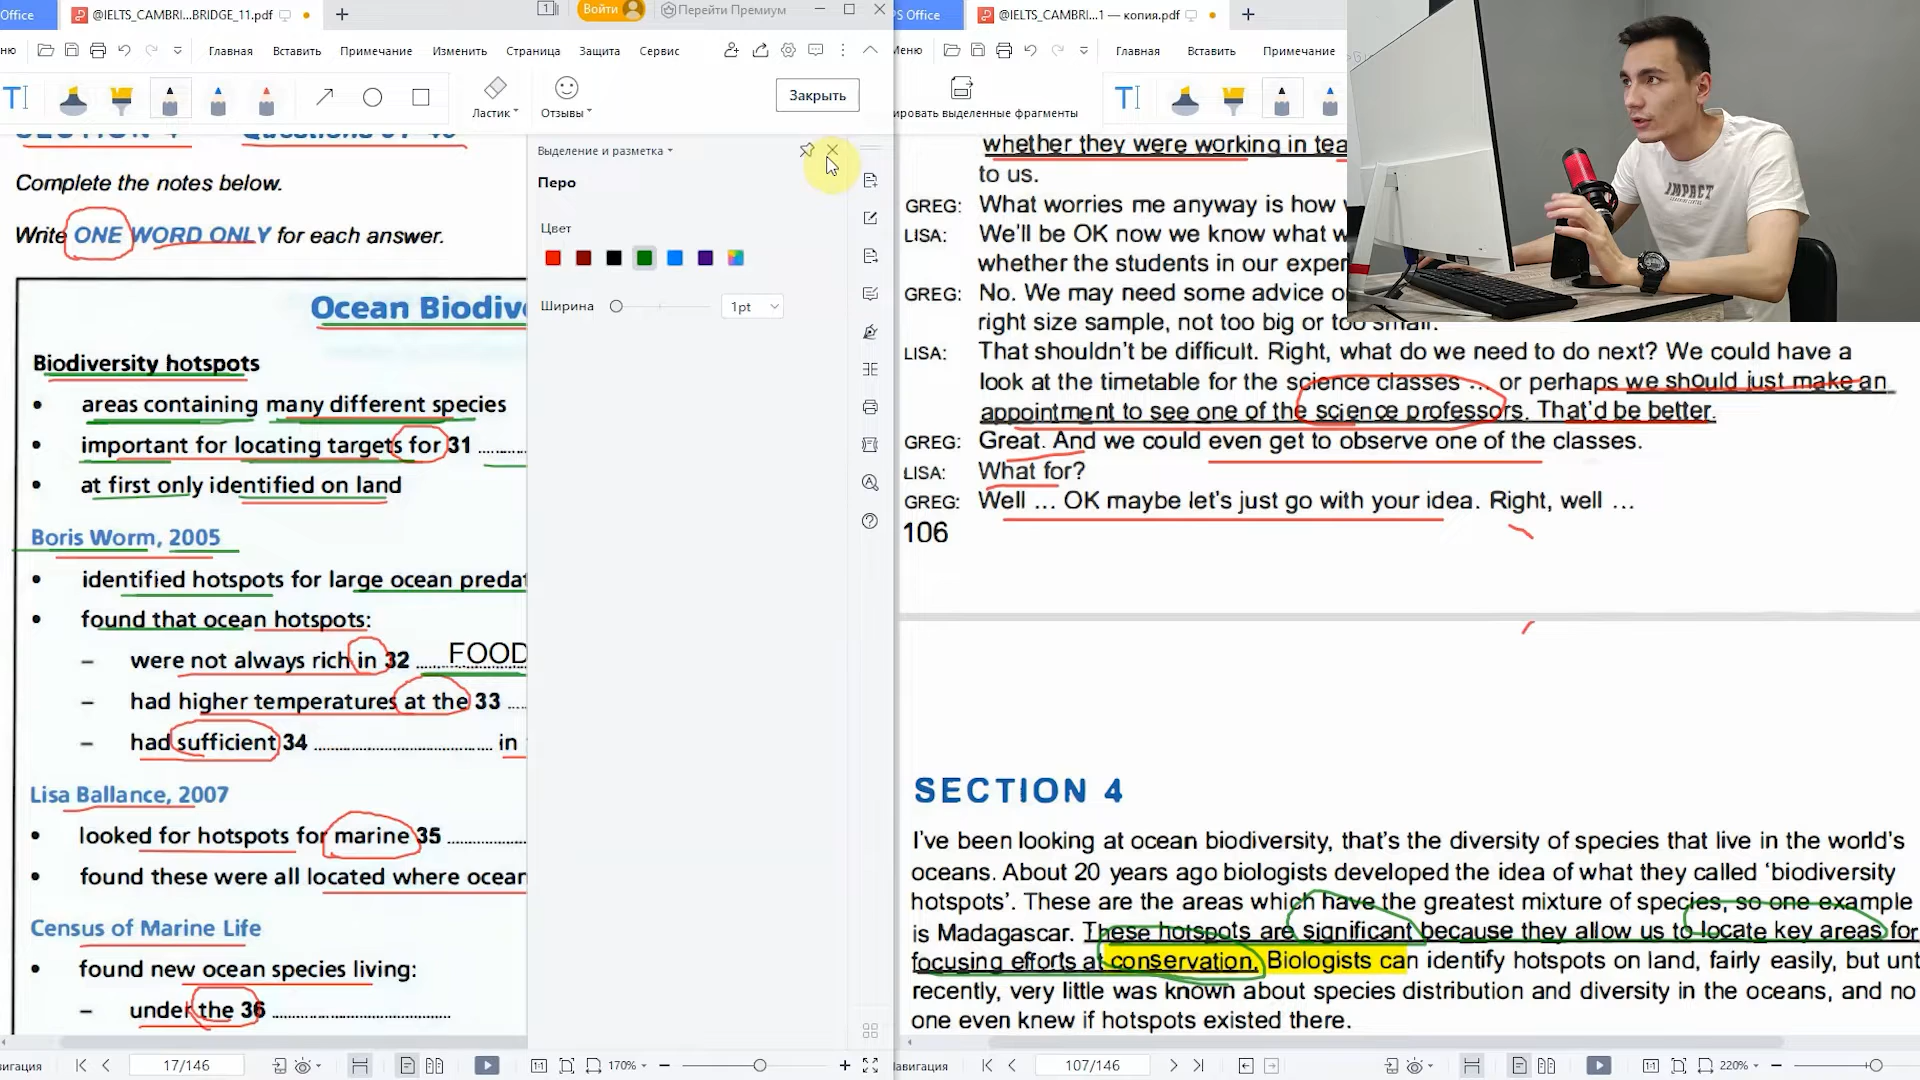 Office @IELTS_CAMBRI...BRIDGE_11.pdf + Войти Перейти Премиум
ню Главная Вставить Примечание Изменить Страница Защита Сервис
Ластик Отзывы Закрыть
SECTION 4 Questions 31-40
Complete the notes below.
Write ONE WORD ONLY for each answer.
Biodiversity hotspots
• areas containing many different species
• important for locating targets for 31 ..........
• at first only identified on land
Boris Worm, 2005
• identified hotspots for large ocean
• found that ocean hotspots:
– were not always rich in 32 .......... FOOD
– had higher temperatures at the 33 ....
– had sufficient 34 .......................................... in
Lisa Ballance, 2007
• looked for hotspots for marine 35 ....................
• found these were all located where
Census of Marine Life
• found new ocean species living:
– under the 36 ..........................................
17/146 170%
Выделение и разметка
Перо
Цвет
Ширина 1pt
PS Office @IELTS_CAMBRI...1 — копия.pdf +
Меню Главная Вставить Примечание
ировать выделенные фрагменты
whether they were working in
to us.
GREG: What worries me anyway is how
LISA: We'll be OK now we know what
whether the students in our
GREG: No. We may need some advice
right size sample, not too big or too small.
LISA: That shouldn't be difficult. Right, what do we need to do next? We could have a
look at the timetable for the science classes ... or perhaps we should just make an
appointment to see one of the science professors. That'd be better.
GREG: Great. And we could even get to observe one of the classes.
LISA: What for?
GREG: Well ... OK maybe let's just go with your idea. Right, well ...
106
SECTION 4
I've been looking at ocean biodiversity, that's the diversity of species that live in the world's
oceans. About 20 years ago biologists developed the idea of what they called 'biodiversity
hotspots'. These are the areas which have the greatest mixture of species, so one example
is Madagascar. These hotspots are significant because they allow us to locate key areas for
focusing efforts at conservation. Biologists can identify hotspots on land, fairly easily, but
recently, very little was known about species distribution and diversity in the oceans, and no
one even knew if hotspots existed there.
Навигация 107/146 220%
IMPACT